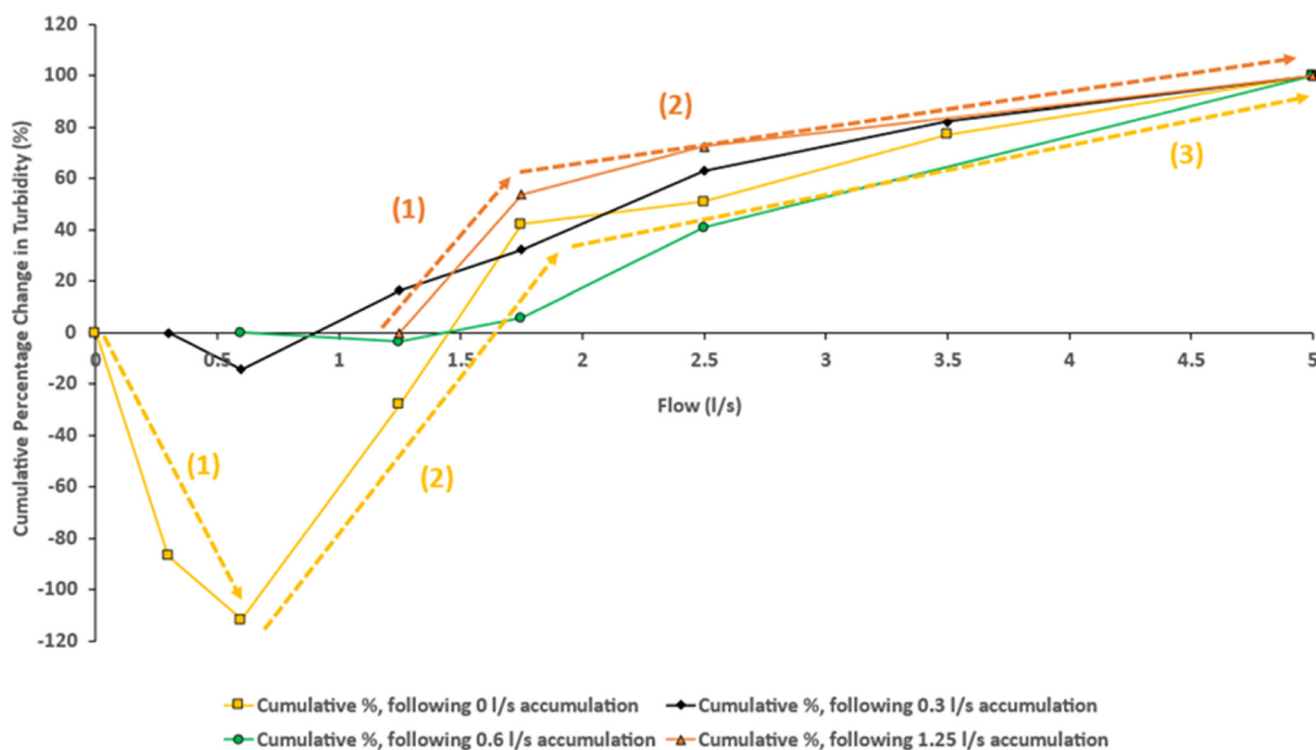 120
100
80
60
40
20
0
-20
-40
-60
-80
-100
-120
Cumulative Percentage Change in Turbidity (%)
0 0.5 1 1.5 2 2.5 3 3.5 4 4.5 5
Flow (l/s)
(1)
(2)
(3)
(1)
(2)
Cumulative %, following 0 l/s accumulation
Cumulative %, following 0.3 l/s accumulation
Cumulative %, following 0.6 l/s accumulation
Cumulative %, following 1.25 l/s accumulation